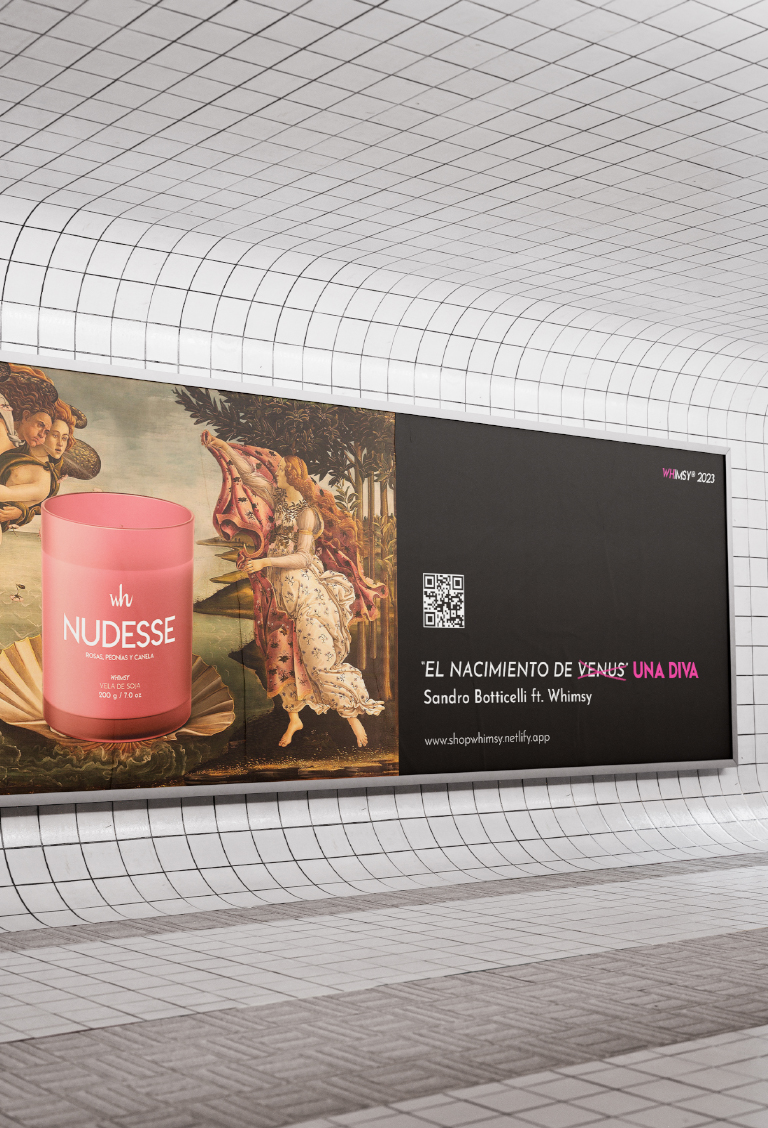 wh
NUDESSE
ROSAS, PEONÍAS Y CANELA
WHIMSY
VELA DE SOJA
200 g / 7.0 oz
WHIMSY® 2023
"EL NACIMIENTO DE VENUS" UNA DIVA
Sandro Botticelli ft. Whimsy
www.shopwhimsy.netlify.app